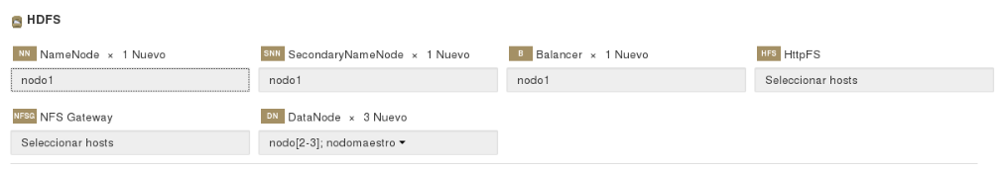 HDFS
NN NameNode × 1 Nuevo
SNN SecondaryNameNode × 1 Nuevo
B Balancer × 1 Nuevo
HFS HttpFS
nodo1
nodo1
nodo1
Seleccionar hosts
NFSG NFS Gateway
DN DataNode × 3 Nuevo
Seleccionar hosts
nodo[2-3]; nodomaestro